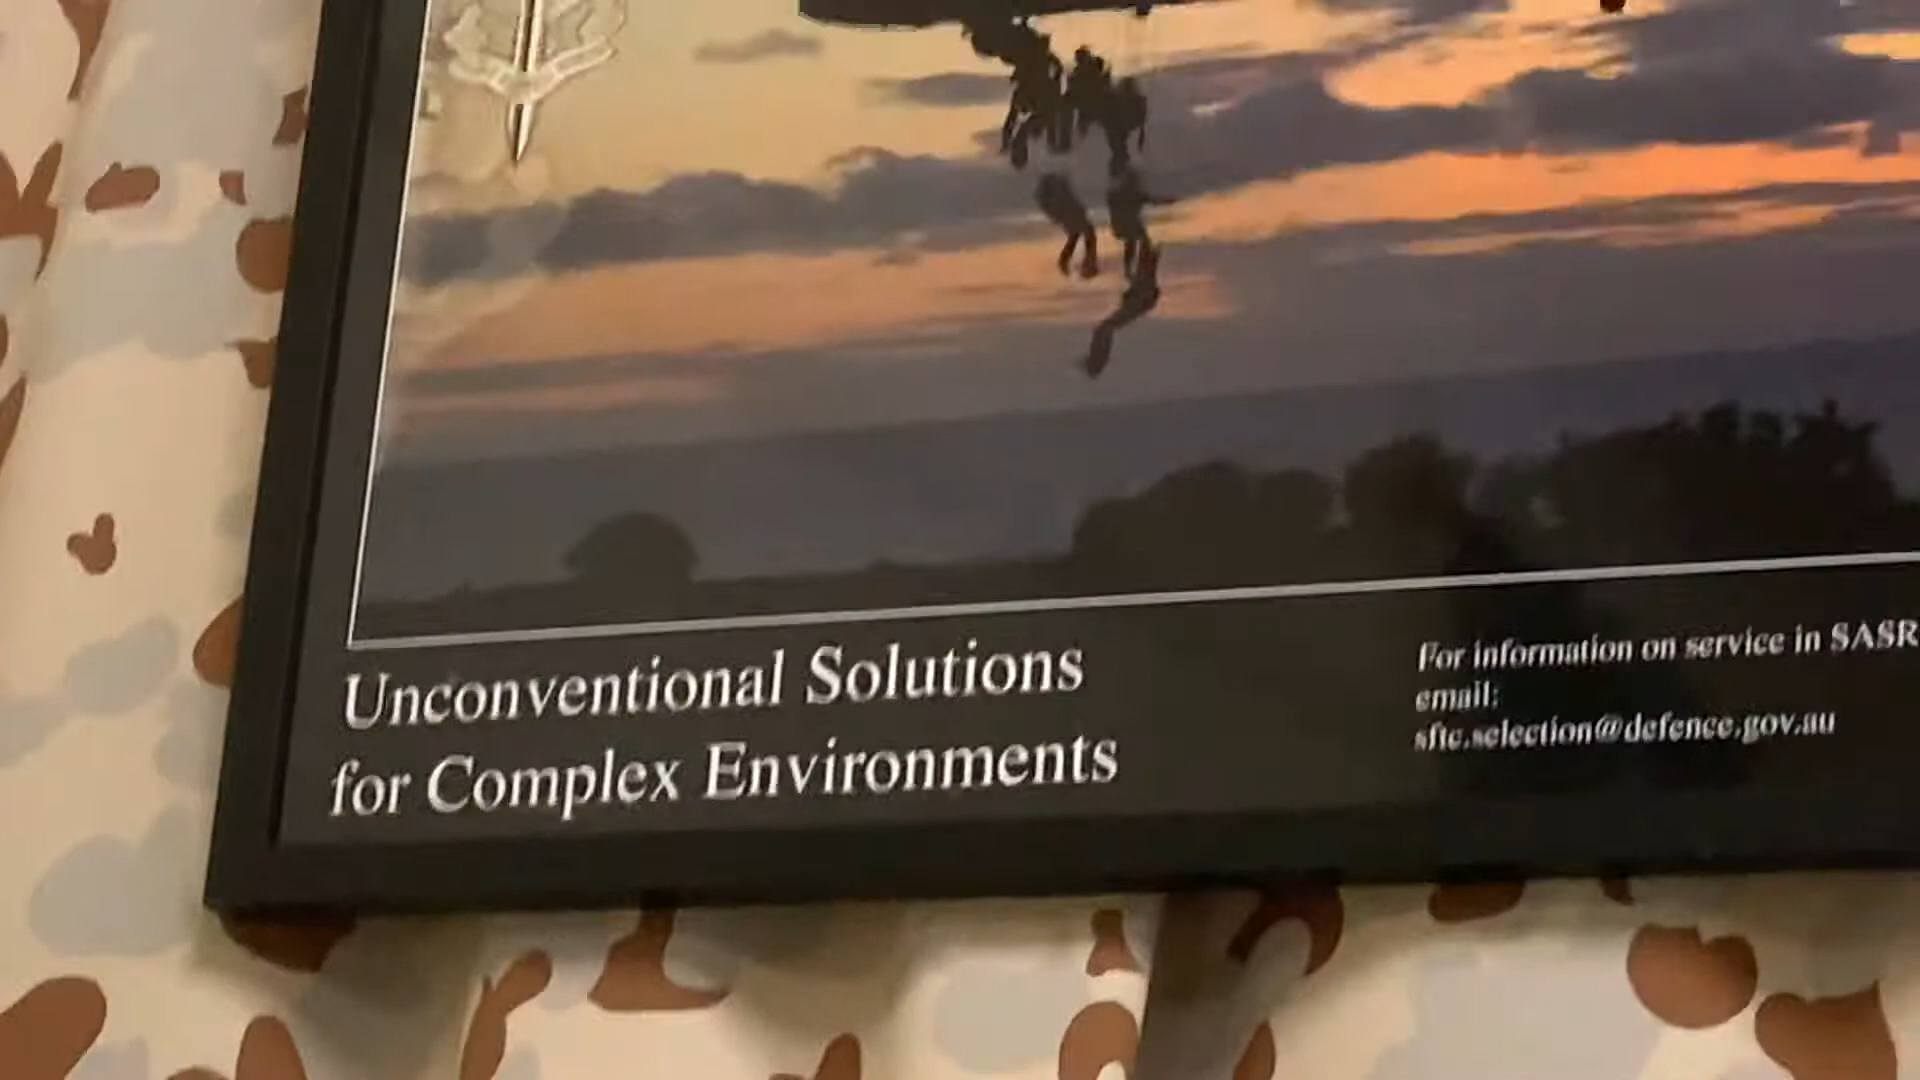 Unconventional Solutions
for Complex Environments
For information on service in SASR
email:
sftc.selection@defence.gov.au